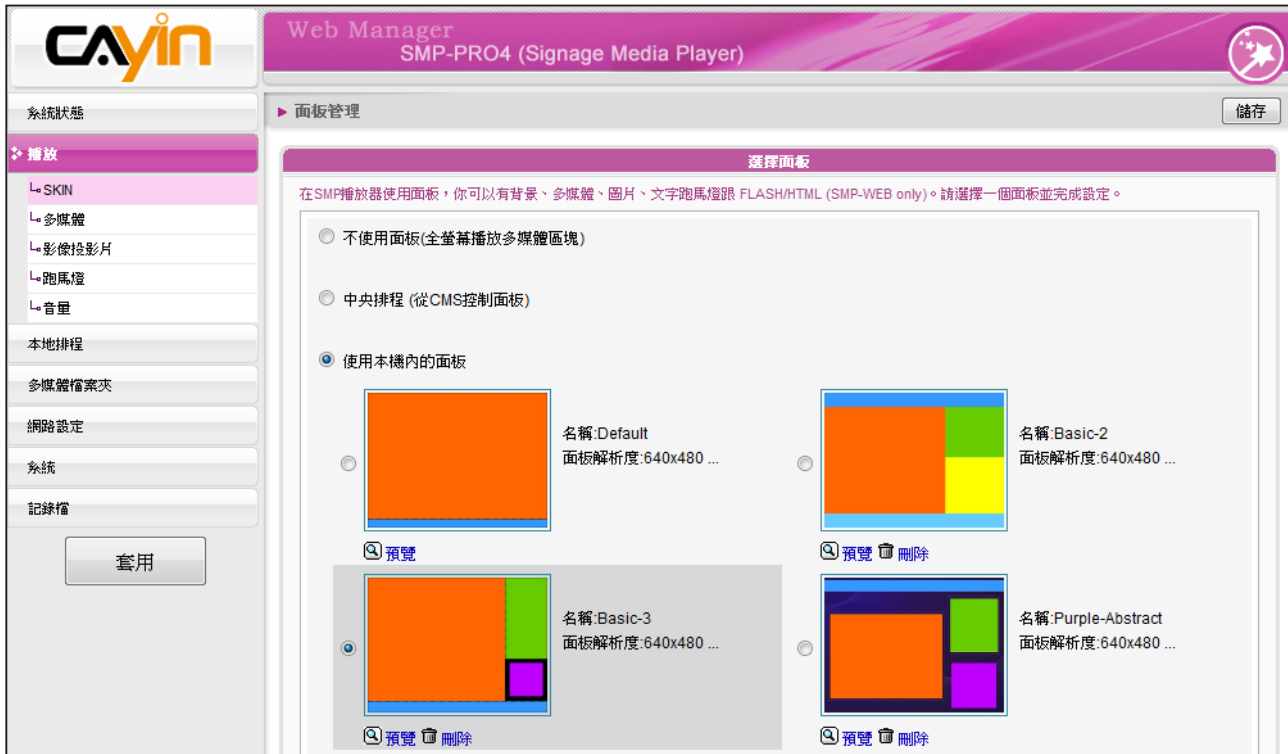 CAyin
Web Manager
SMP-PRO4 (Signage Media Player)
系統狀態
播放
SKIN
多媒體
影像投影片
跑馬燈
音量
本地排程
多媒體檔案夾
網路設定
系統
記錄檔
套用
面板管理
儲存
選擇面板
在SMP播放器使用面板，你可以有背景、多媒體、圖片、文字跑馬燈跟 FLASH/HTML (SMP-WEB only)。請選擇一個面板並完成設定。
不使用面板(全螢幕播放多媒體區塊)
中央排程 (從CMS控制面板)
使用本機內的面板
名稱:Default
面板解析度:640x480 ...
預覽
名稱:Basic-2
面板解析度:640x480 ...
預覽 刪除
名稱:Basic-3
面板解析度:640x480 ...
預覽 刪除
名稱:Purple-Abstract
面板解析度:640x480 ...
預覽 刪除